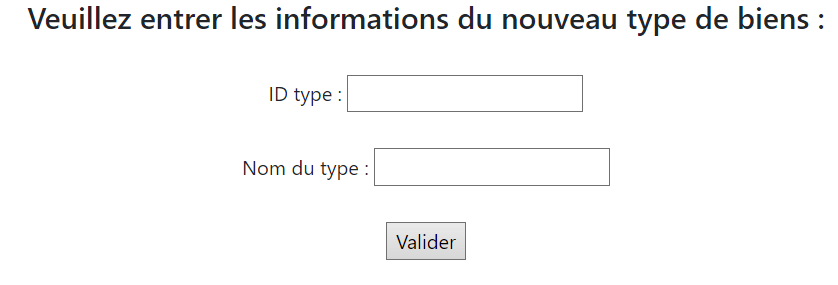 Veuillez entrer les informations du nouveau type de biens :
ID type :
Nom du type :
Valider